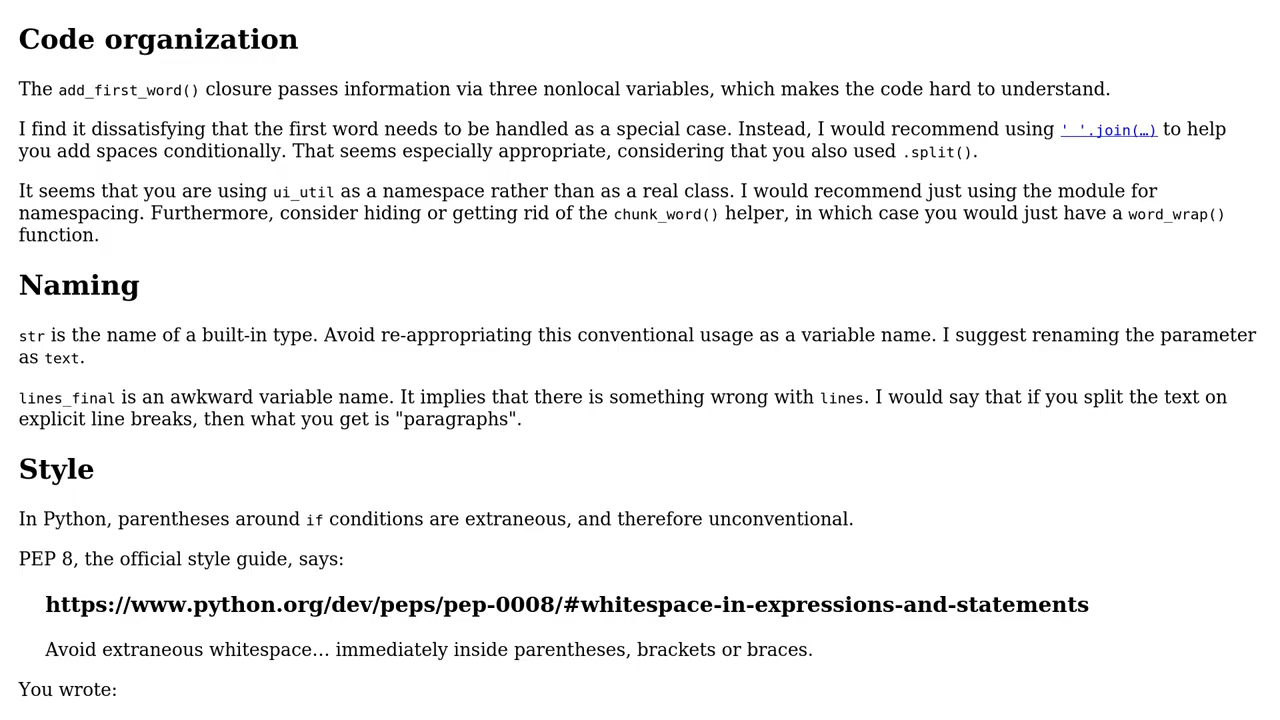 Code organization
The add_first_word() closure passes information via three nonlocal variables, which makes the code hard to understand.
I find it dissatisfying that the first word needs to be handled as a special case. Instead, I would recommend using ' '.join(…) to help
you add spaces conditionally. That seems especially appropriate, considering that you also used .split().
It seems that you are using ui_util as a namespace rather than as a real class. I would recommend just using the module for
namespacing. Furthermore, consider hiding or getting rid of the chunk_word() helper, in which case you would just have a word_wrap()
function.
Naming
str is the name of a built-in type. Avoid re-appropriating this conventional usage as a variable name. I suggest renaming the parameter
as text.
lines_final is an awkward variable name. It implies that there is something wrong with lines. I would say that if you split the text on
explicit line breaks, then what you get is "paragraphs".
Style
In Python, parentheses around if conditions are extraneous, and therefore unconventional.
PEP 8, the official style guide, says:
https://www.python.org/dev/peps/pep-0008/#whitespace-in-expressions-and-statements
Avoid extraneous whitespace… immediately inside parentheses, brackets or braces.
You wrote: